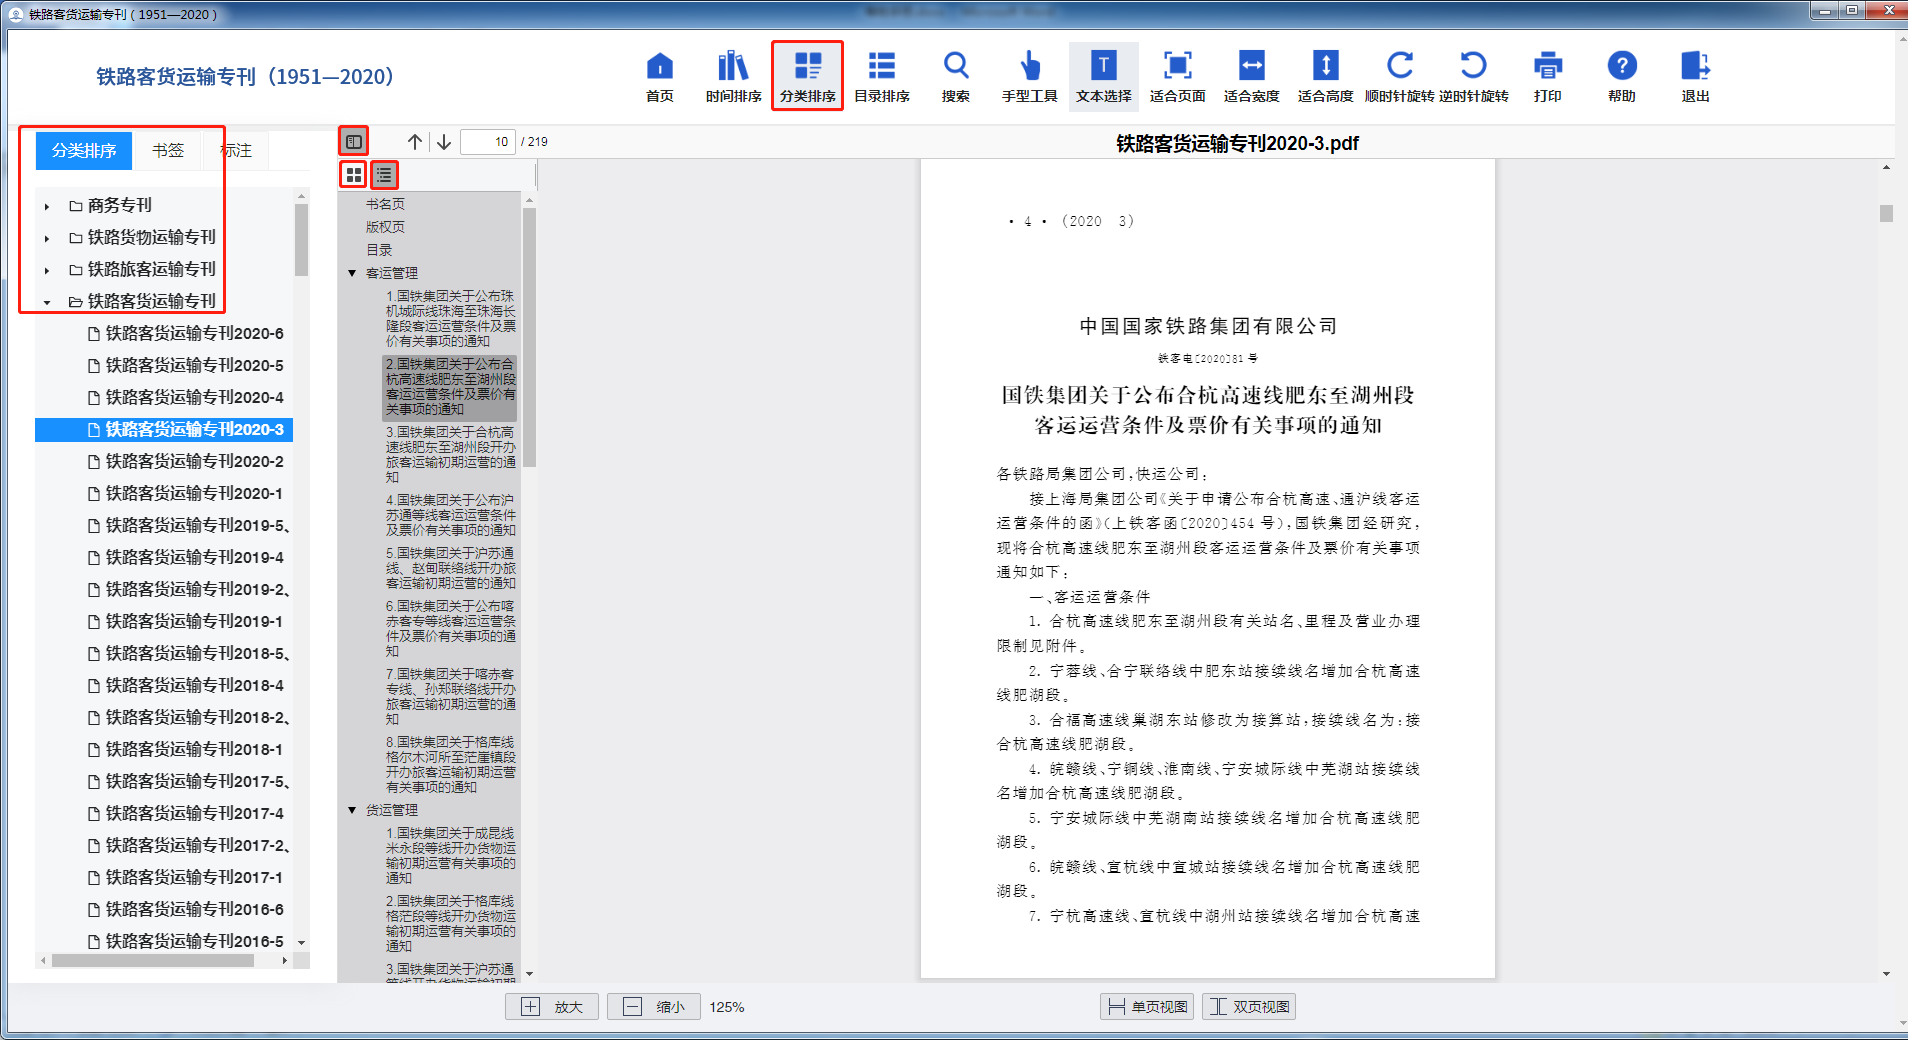 铁路客货运输专刊（1951—2020）
铁路客货运输专刊（1951—2020）
首页
时间排序
分类排序
目录排序
搜索
手型工具
文本选择
适合页面
适合宽度
适合高度
顺时针旋转
逆时针旋转
打印
帮助
退出
分类排序
书签
标注
商务专刊
铁路货物运输专刊
铁路旅客运输专刊
铁路客货运输专刊
铁路客货运输专刊2020-6
铁路客货运输专刊2020-5
铁路客货运输专刊2020-4
铁路客货运输专刊2020-3
铁路客货运输专刊2020-2
铁路客货运输专刊2020-1
铁路客货运输专刊2019-5、
铁路客货运输专刊2019-4
铁路客货运输专刊2019-2、
铁路客货运输专刊2019-1
铁路客货运输专刊2018-5、
铁路客货运输专刊2018-4
铁路客货运输专刊2018-2、
铁路客货运输专刊2018-1
铁路客货运输专刊2017-5、
铁路客货运输专刊2017-4
铁路客货运输专刊2017-2、
铁路客货运输专刊2017-1
铁路客货运输专刊2016-6
铁路客货运输专刊2016-5
10 / 219
书名页
版权页
目录
客运管理
1.国铁集团关于公布珠
机城际线珠海至珠海长
隆段客运运营条件及票
价有关事项的通知
2.国铁集团关于公布合
杭高速线肥东至湖州段
客运运营条件及票价有
关事项的通知
3.国铁集团关于合杭高
速线肥东至湖州段开办
旅客运输初期运营的通
知
4.国铁集团关于公布沪
苏通等线客运运营条件
及票价有关事项的通知
5.国铁集团关于沪苏通
线、赵甸联络线开办旅
客运输初期运营的通知
6.国铁集团关于公布喀
赤客专等线客运运营条
件及票价有关事项的通
知
7.国铁集团关于喀赤客
专线、孙郑联络线开办
旅客运输初期运营的通
知
8.国铁集团关于格库线
格尔木河所至茫崖镇段
开办旅客运输初期运营
有关事项的通知
货运管理
1.国铁集团关于成昆线
米永段等线开办货物运
输初期运营有关事项的
通知
2.国铁集团关于格库线
格茫段等线开办货物运
输初期运营有关事项的
通知
3.国铁集团关于沪苏通
等线开办货物运输初期
铁路客货运输专刊2020-3.pdf
· 4 · （2020 3）
中国国家铁路集团有限公司
铁客电〔2020〕81 号
国铁集团关于公布合杭高速线肥东至湖州段
客运运营条件及票价有关事项的通知
各铁路局集团公司,快运公司:
接上海局集团公司《关于申请公布合杭高速、通沪线客运
运营条件的函》(上铁客函〔2020〕454 号),国铁集团经研究,
现将合杭高速线肥东至湖州段客运运营条件及票价有关事项
通知如下:
一、客运运营条件
1. 合杭高速线肥东至湖州段有关站名、里程及营业办理
限制见附件。
2. 宁蓉线、合宁联络线中肥东站接续线名增加合杭高速
线肥湖段。
3. 合福高速线巢湖东站修改为接算站,接续线名为:接
合杭高速线肥湖段。
4. 皖赣线、宁铜线、淮南线、宁安城际线中芜湖站接续线
名增加合杭高速线肥湖段。
5. 宁安城际线中芜湖南站接续线名增加合杭高速线肥
湖段。
6. 皖赣线、宣杭线中宣城站接续线名增加合杭高速线肥
湖段。
7. 宁杭高速线、宣杭线中湖州站接续线名增加合杭高速
放大
缩小
125%
单页视图
双页视图